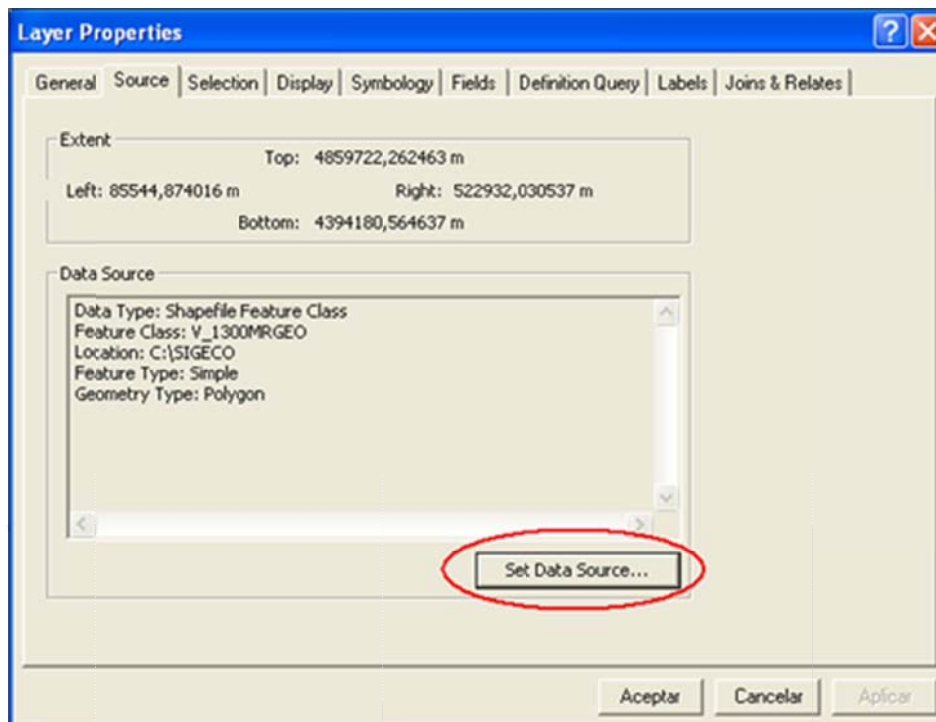 Layer Properties
General Source Selection Display Symbology Fields Definition Query Labels Joins & Relates
Extent
Top: 4859722,262463 m
Left: 85544,874016 m Right: 522932,030537 m
Bottom: 4394180,564637 m
Data Source
Data Type: Shapefile Feature Class
Feature Class: V_1300MRGEO
Location: C:\SIGECO
Feature Type: Simple
Geometry Type: Polygon
Set Data Source...
Aceptar Cancelar Aplicar